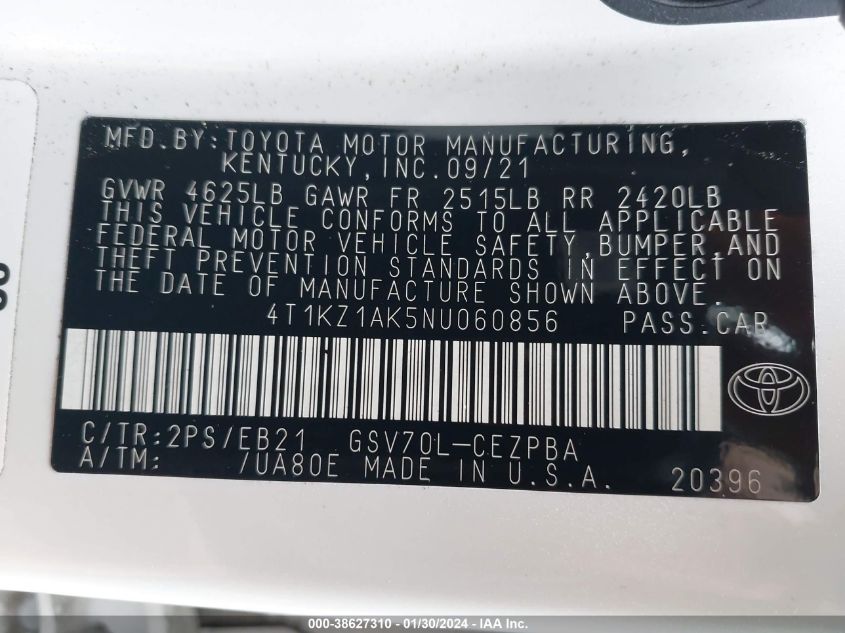 MFD.BY:TOYOTA MOTOR MANUFACTURING,
KENTUCKY,INC.09/21
GVWR 4625LB GAWR FR 2515LB RR 2420LB
THIS VEHICLE CONFORMS TO ALL APPLICABLE
FEDERAL MOTOR VEHICLE SAFETY,BUMPER,AND
THEFT PREVENTION STANDARDS IN EFFECT ON
THE DATE OF MANUFACTURE SHOWN ABOVE.
4T1KZ1AK5NU060856 PASS.CAR
C/TR:2PS/EB21 GSV70L-CEZPBA
A/TM: /UA80E MADE IN U.S.A.
20396
000-38627310 - 01/30/2024 - IAA Inc.